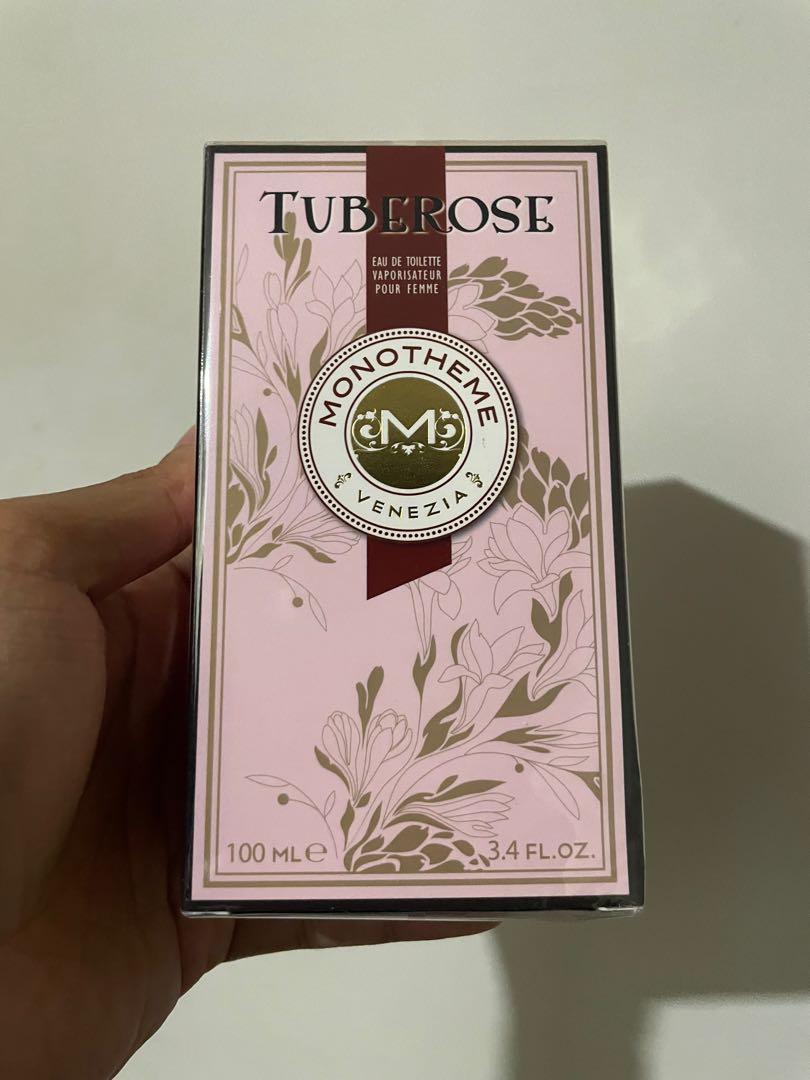 TUBEROSE
EAU DE TOILETTE
VAPORISATEUR
POUR FEMME
MONOTHEME
M
VENEZIA
100 ML e
3.4 FL.OZ.